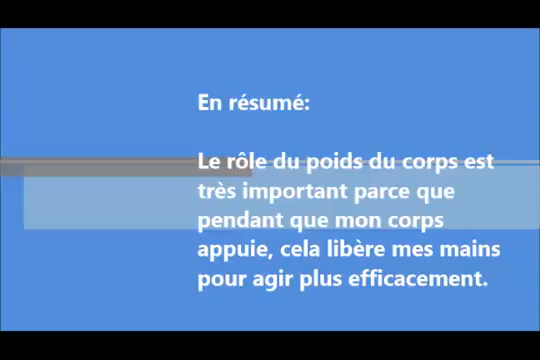 En résumé:
Le rôle du poids du corps est
très important parce que
pendant que mon corps
appuie, cela libère mes mains
pour agir plus efficacement.